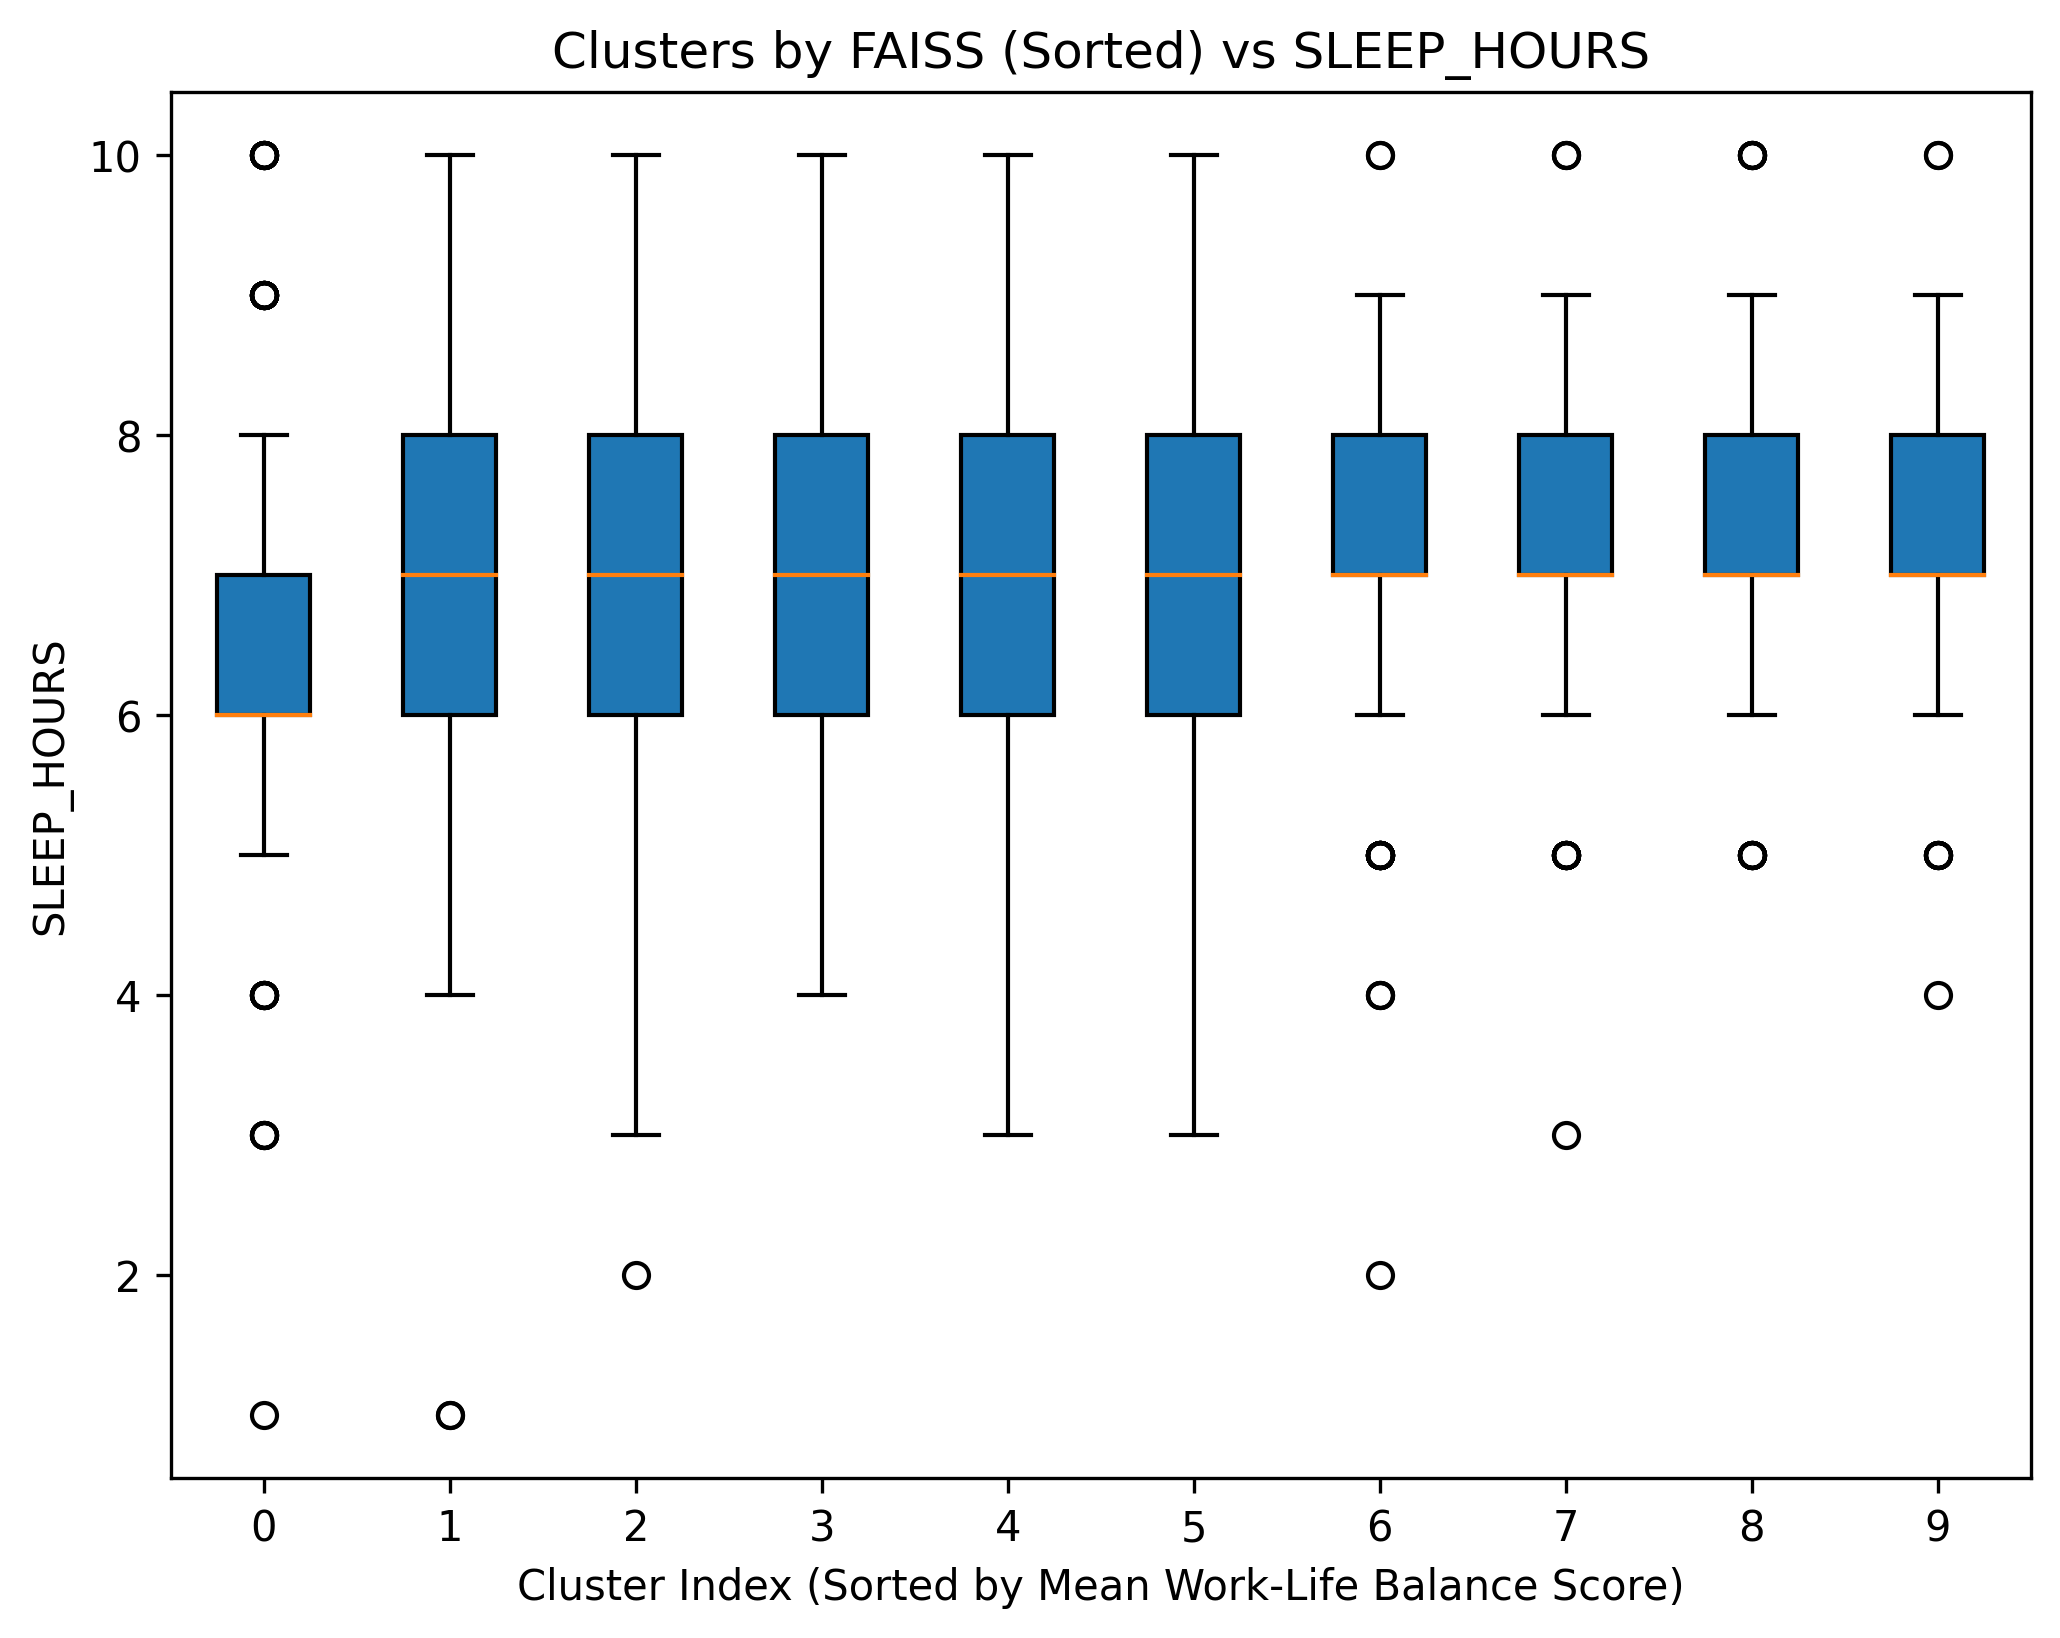 Clusters by FAISS (Sorted) vs SLEEP_HOURS
10
8
6
4
2
SLEEP_HOURS
0 1 2 3 4 5 6 7 8 9
Cluster Index (Sorted by Mean Work-Life Balance Score)